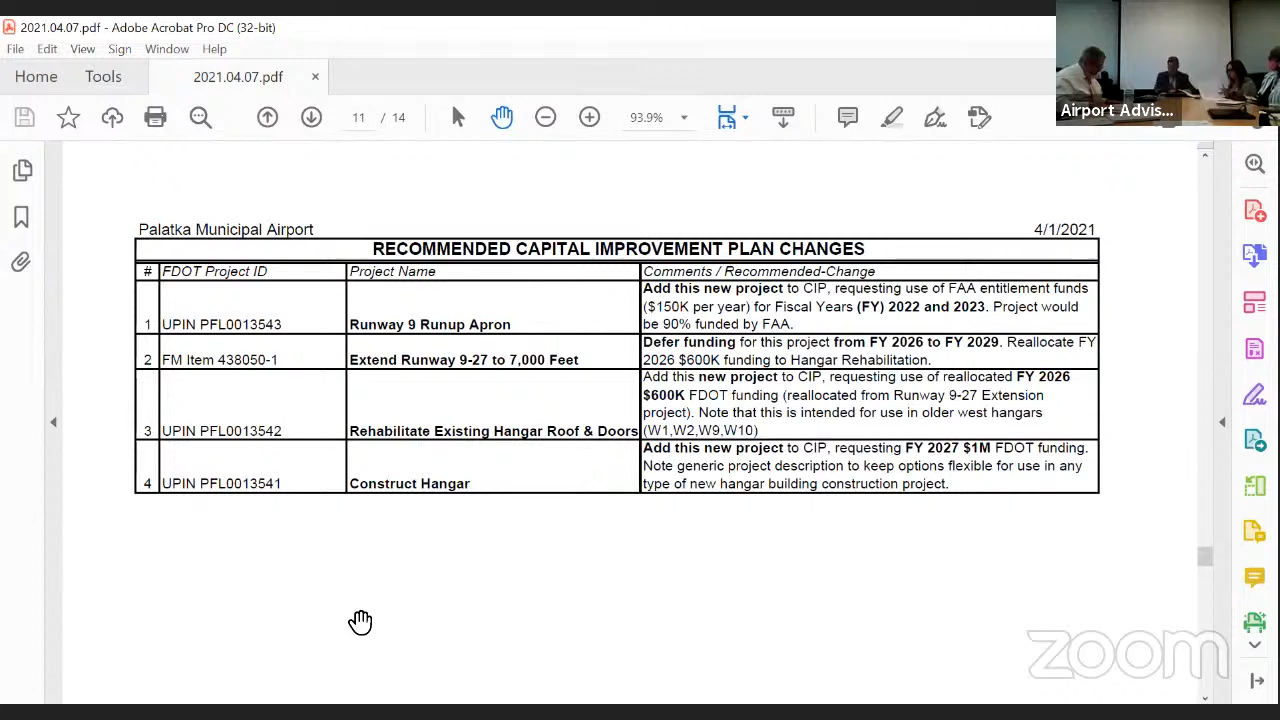 2021.04.07.pdf - Adobe Acrobat Pro DC (32-bit)
File Edit View Sign Window Help
Home Tools 2021.04.07.pdf ×
11 / 14 93.9%
Airport Advis...
Palatka Municipal Airport 4/1/2021
RECOMMENDED CAPITAL IMPROVEMENT PLAN CHANGES
# FDOT Project ID Project Name Comments / Recommended-Change
Add this new project to CIP, requesting use of FAA entitlement funds
($150K per year) for Fiscal Years (FY) 2022 and 2023. Project would
1 UPIN PFL0013543 Runway 9 Runup Apron be 90% funded by FAA.
Defer funding for this project from FY 2026 to FY 2029. Reallocate FY
2 FM Item 438050-1 Extend Runway 9-27 to 7,000 Feet 2026 $600K funding to Hangar Rehabilitation.
Add this new project to CIP, requesting use of reallocated FY 2026
$600K FDOT funding (reallocated from Runway 9-27 Extension
project). Note that this is intended for use in older west hangars
3 UPIN PFL0013542 Rehabilitate Existing Hangar Roof & Doors (W1,W2,W9,W10)
Add this new project to CIP, requesting FY 2027 $1M FDOT funding.
Note generic project description to keep options flexible for use in any
4 UPIN PFL0013541 Construct Hangar type of new hangar building construction project.
zoom